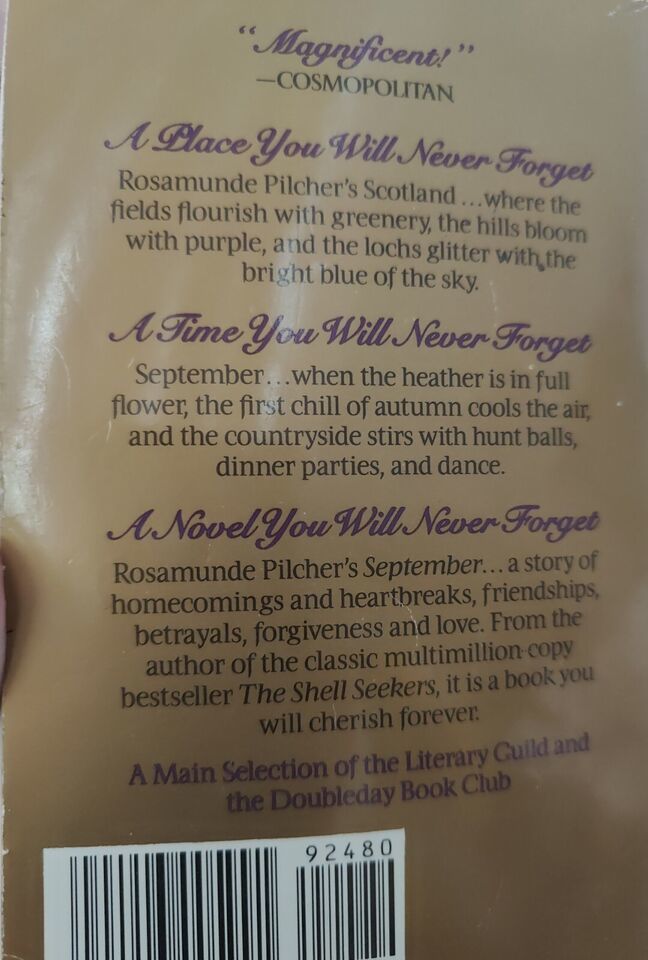 "Magnificent!"
—COSMOPOLITAN
A Place You Will Never Forget
Rosamunde Pilcher's Scotland ...where the
fields flourish with greenery, the hills bloom
with purple, and the lochs glitter with the
bright blue of the sky.
A Time You Will Never Forget
September...when the heather is in full
flower, the first chill of autumn cools the air,
and the countryside stirs with hunt balls,
dinner parties, and dance.
A Novel You Will Never Forget
Rosamunde Pilcher's September...a story of
homecomings and heartbreaks, friendships,
betrayals, forgiveness and love. From the
author of the classic multimillion-copy
bestseller The Shell Seekers, it is a book you
will cherish forever.
A Main Selection of the Literary Guild and
the Doubleday Book Club
92480